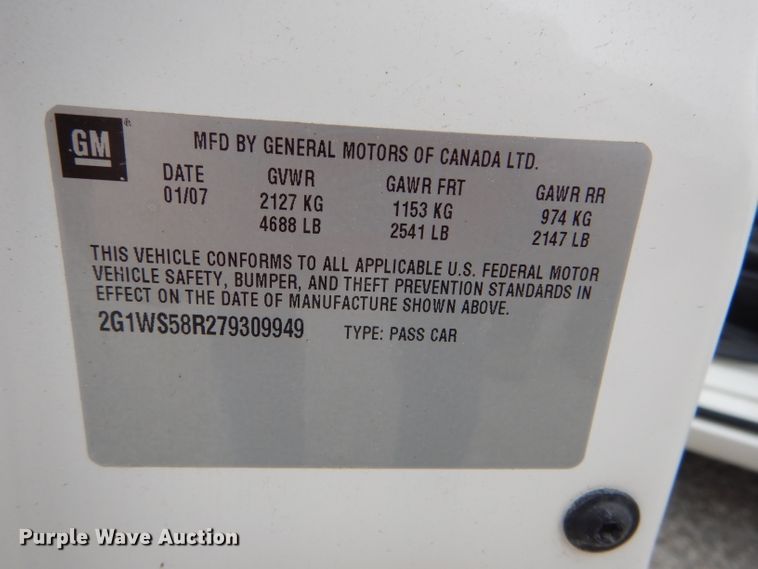 GM ®
MFD BY GENERAL MOTORS OF CANADA LTD.
DATE GVWR GAWR FRT GAWR RR
01/07 2127 KG 1153 KG 974 KG
4688 LB 2541 LB 2147 LB
THIS VEHICLE CONFORMS TO ALL APPLICABLE U.S. FEDERAL MOTOR
VEHICLE SAFETY, BUMPER, AND THEFT PREVENTION STANDARDS IN
EFFECT ON THE DATE OF MANUFACTURE SHOWN ABOVE.
2G1WS58R279309949 TYPE: PASS CAR
Purple Wave Auction